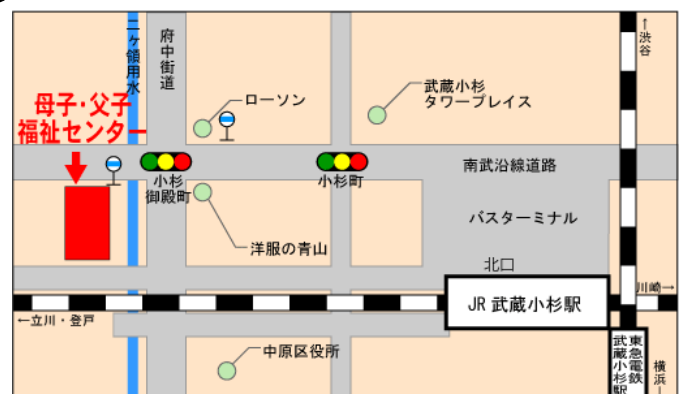 二ヶ領用水
府中街道
↑渋谷
母子・父子
福祉センター
ローソン
武蔵小杉
タワープレイス
小杉
御殿町
小杉町
南武沿線道路
洋服の青山
バスターミナル
北口
JR 武蔵小杉駅
川崎→
←立川・登戸
中原区役所
東急電鉄
武蔵小杉駅
横浜